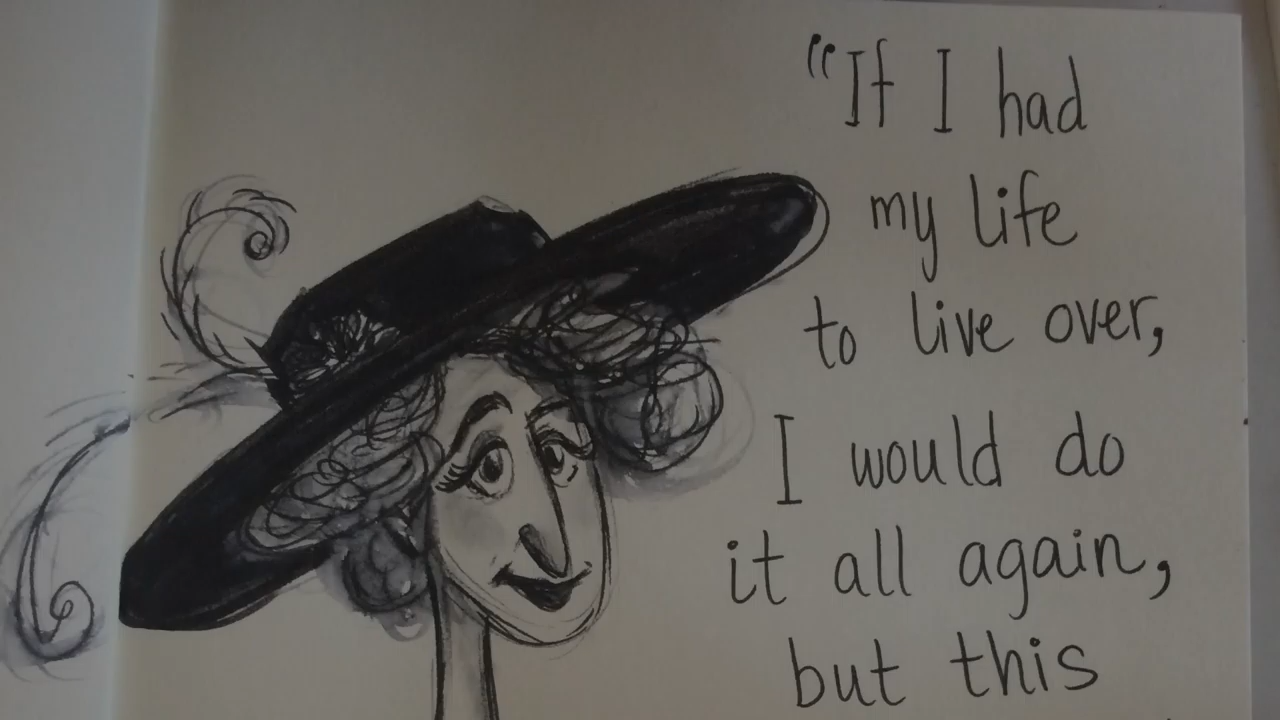 “If I had
my life
to live over,
I would do
it all again,
but this